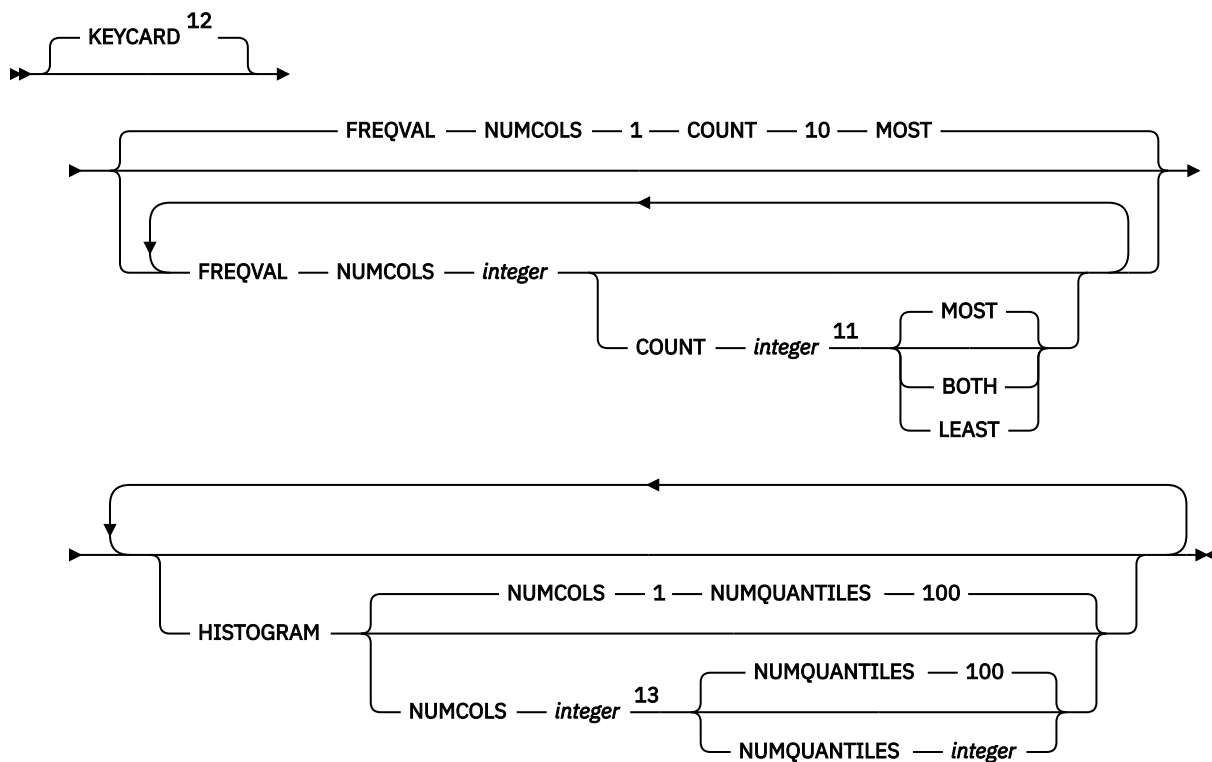 KEYCARD 12
FREQVAL NUMCOLS 1 COUNT 10 MOST
FREQVAL NUMCOLS integer
MOST
COUNT integer 11
BOTH
LEAST
NUMCOLS 1 NUMQUANTILES 100
HISTOGRAM
NUMQUANTILES 100
NUMCOLS integer 13
NUMQUANTILES integer